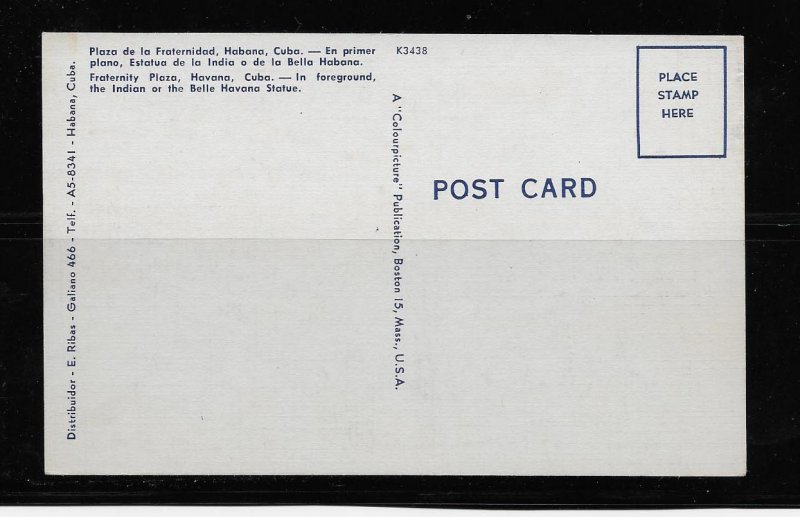 Plaza de la Fraternidad, Habana, Cuba. — En primer
plano, Estatua de la India o de la Bella Habana.
Fraternity Plaza, Havana, Cuba. — In foreground,
the Indian or the Belle Havana Statue.
K3438
PLACE
STAMP
HERE
POST CARD
A "Colourpicture" Publication, Boston 15, Mass., U.S.A.
Distribuidor - E. Ribas - Galiano 466 - Telf. - A5-8341 - Habana, Cuba.